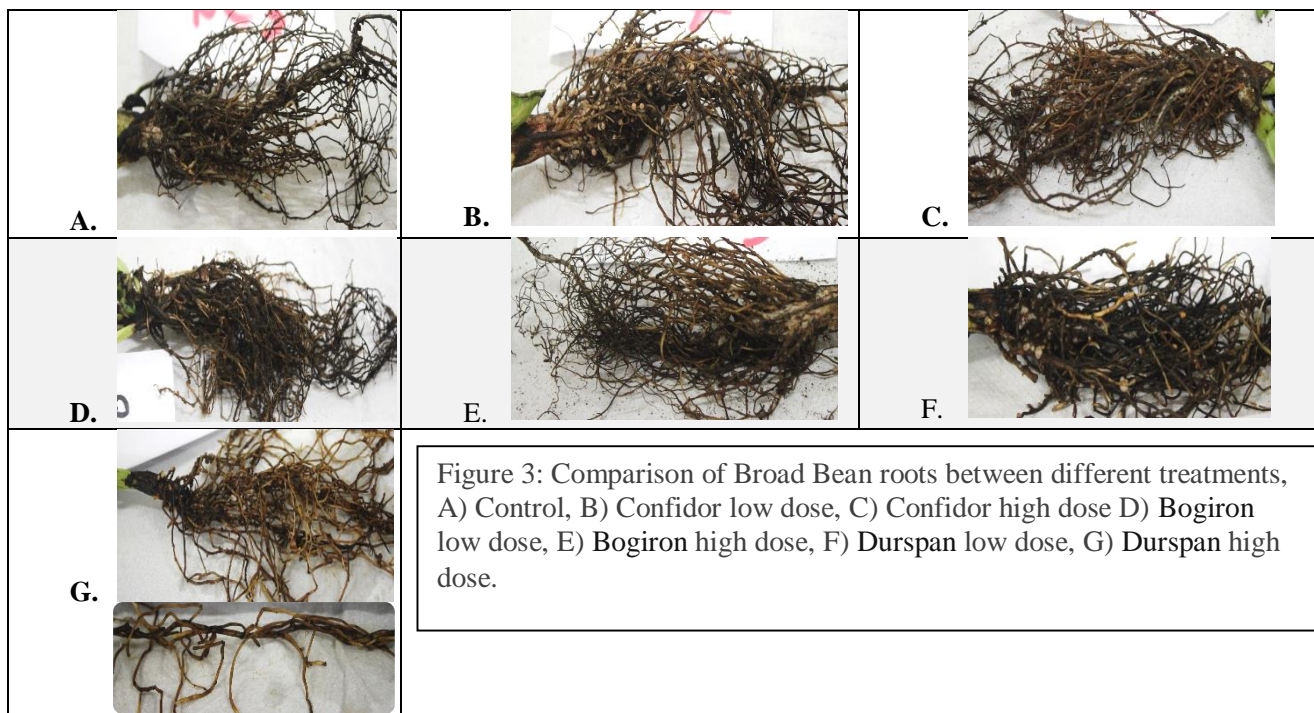 A.
B.
C.
D.
E.
F.
G.
Figure 3: Comparison of Broad Bean roots between different treatments,
A) Control, B) Confidor low dose, C) Confidor high dose D) Bogiron
low dose, E) Bogiron high dose, F) Durspan low dose, G) Durspan high
dose.